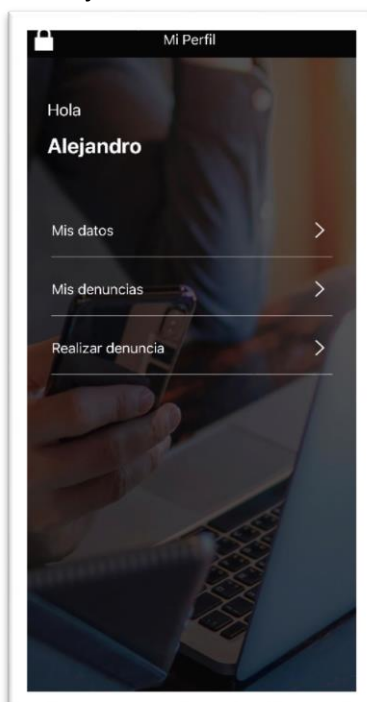 Mi Perfil
Hola
Alejandro
Mis datos
Mis denuncias
Realizar denuncia